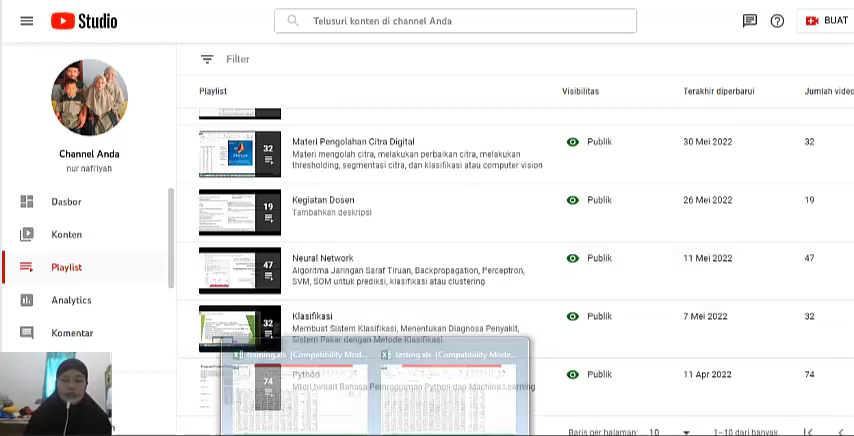 Studio
Telusuri konten di channel Anda
BUAT
Filter
Playlist
Visibilitas
Terakhir diperbarui
Jumlah video
Channel Anda
nur nafi'iyah
Dasbor
Konten
Playlist
Analytics
Komentar
32
Materi Pengolahan Citra Digital
Materi mengolah citra, melakukan perbaikan citra, melakukan
thresholding, segmentasi citra, dan klasifikasi atau computer vision
Publik
30 Mei 2022
32
19
Kegiatan Dosen
Tambahkan deskripsi
Publik
26 Mei 2022
19
47
Neural Network
Algoritma Jaringan Saraf Tiruan, Backpropagation, Perceptron,
SVM, SOM untuk prediksi, klasifikasi atau clustering
Publik
11 Mei 2022
47
32
Klasifikasi
Membuat Sistem Klasifikasi, Menentukan Diagnosa Penyakit,
Sistem Pakar dengan Metode Klasifikasi
Publik
7 Mei 2022
32
training.xls [Compatibility Mod...
testing.xls [Compatibility Mode...
74
Python
Materi terkait Bahasa Pemrograman Python dan Machine Learning
Publik
11 Apr 2022
74
Baris per halaman: 10
1–10 dari banyak